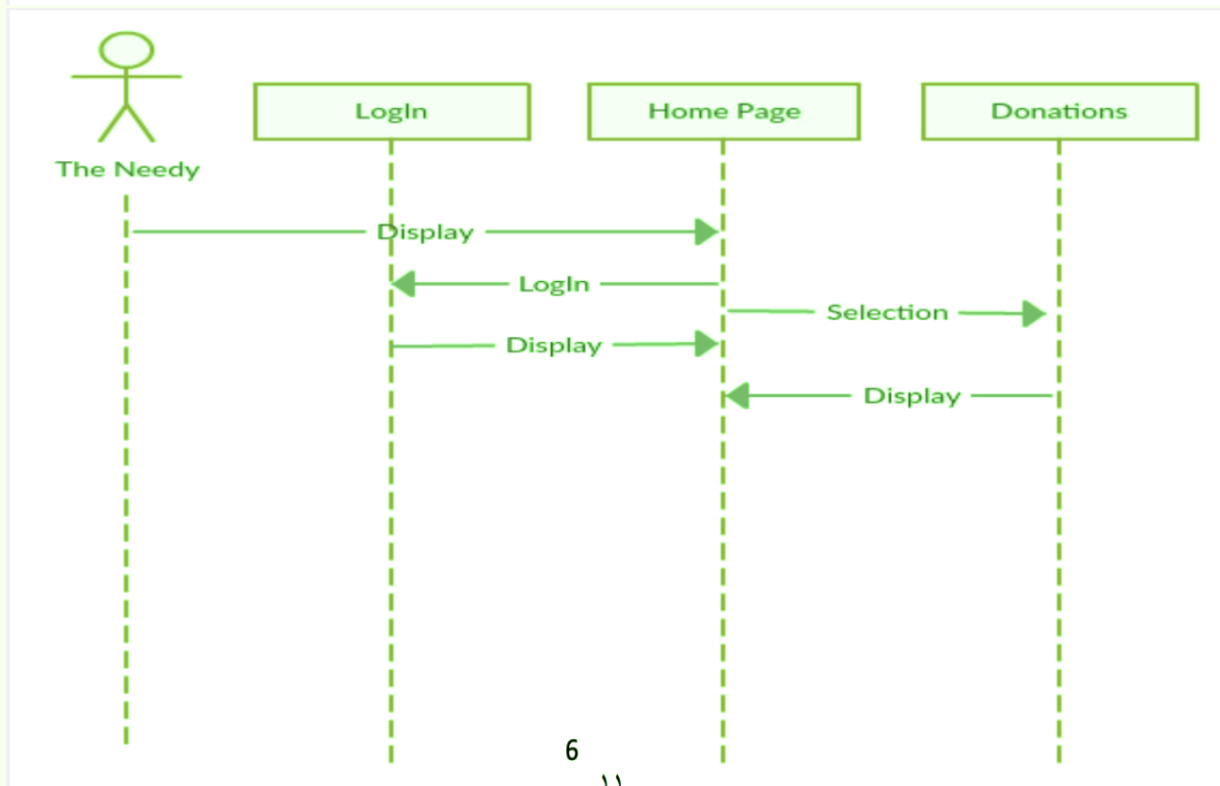 LogIn
Home Page
Donations
The Needy
Display
LogIn
Selection
Display
Display
6